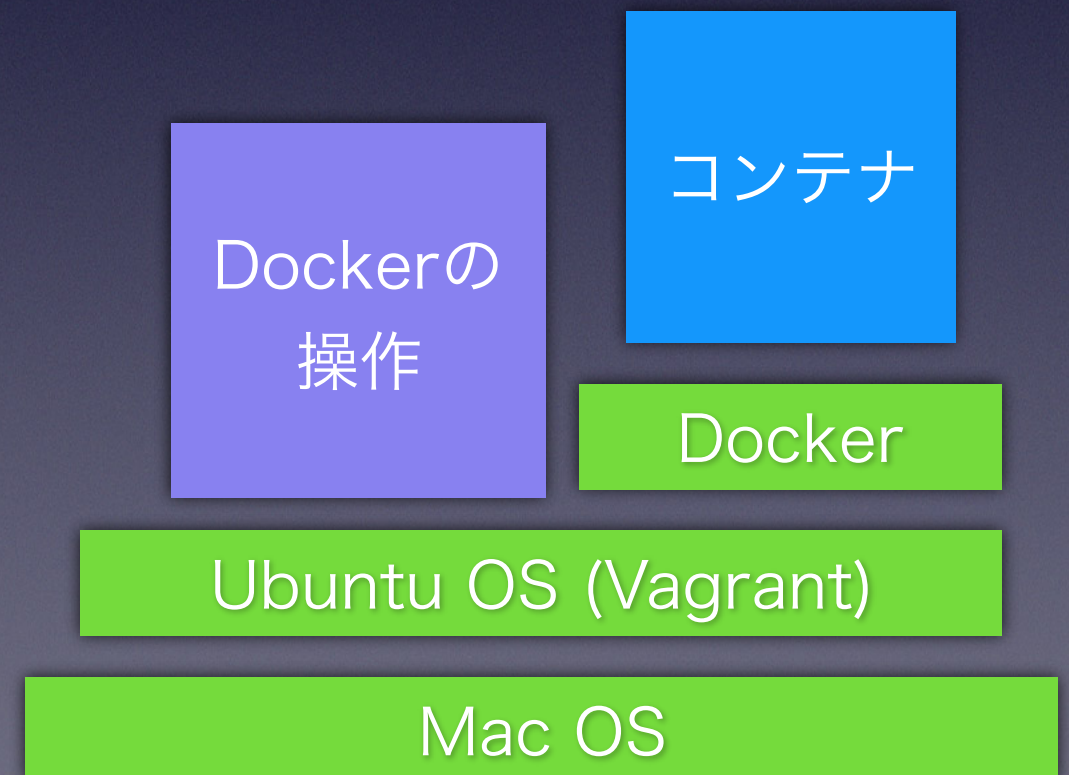 コンテナ
Dockerの
操作
Docker
Ubuntu OS (Vagrant)
Mac OS